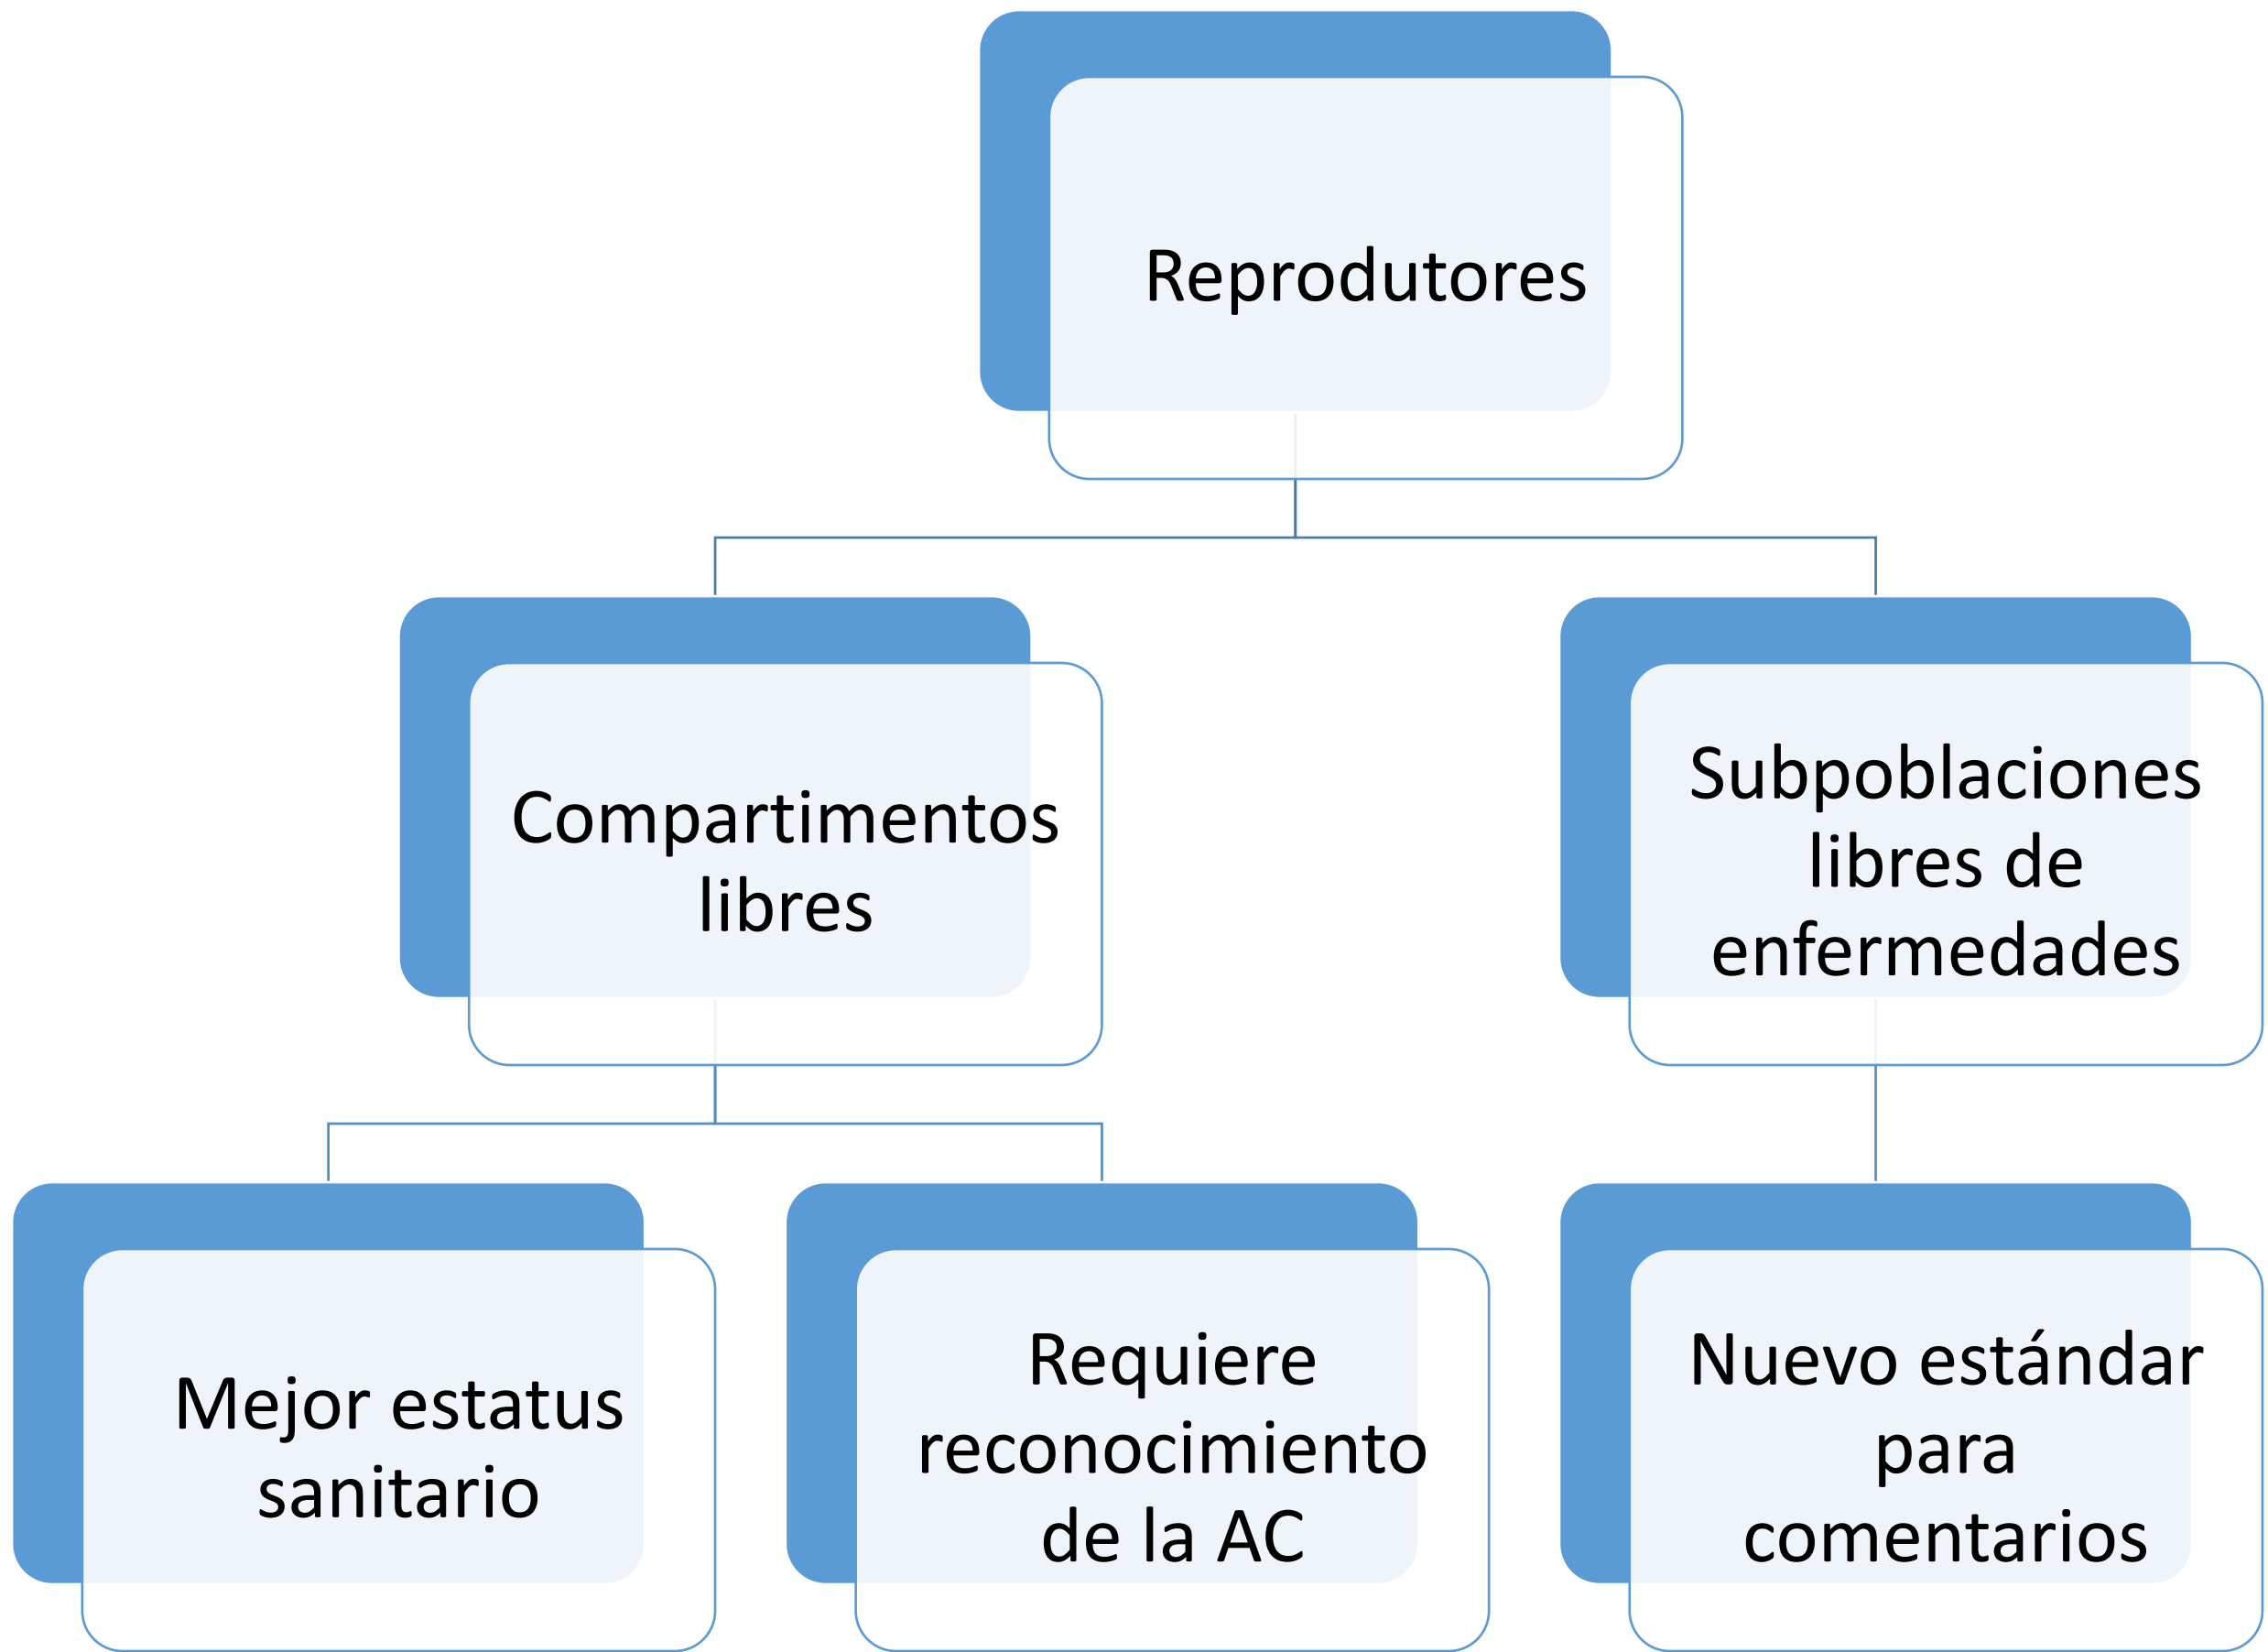 Reprodutores
Compartimentos
libres
Subpoblaciones
libres de
enfermedades
Mejor estatus
sanitario
Requiere
reconocimiento
de la AC
Nuevo estándar
para
comentarios